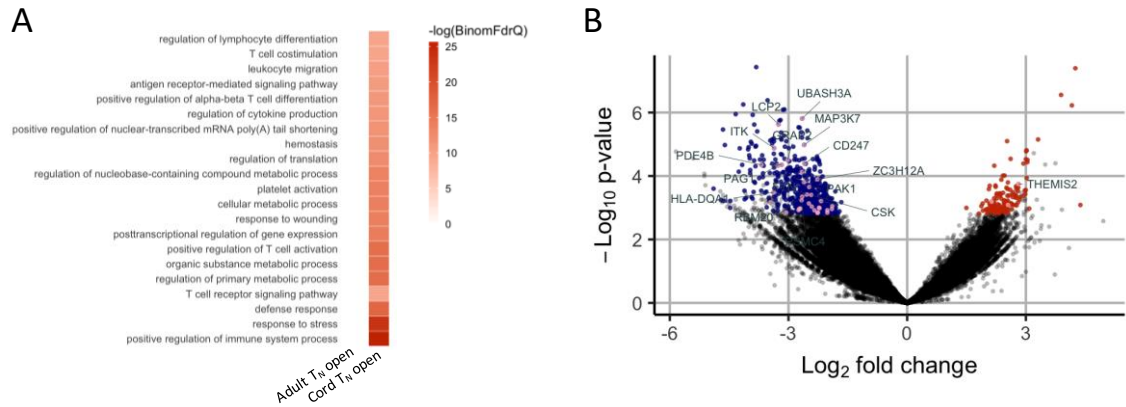 A
regulation of lymphocyte differentiation
T cell costimulation
leukocyte migration
antigen receptor-mediated signaling pathway
positive regulation of alpha-beta T cell differentiation
regulation of cytokine production
positive regulation of nuclear-transcribed mRNA poly(A) tail shortening
hemostasis
regulation of translation
regulation of nucleobase-containing compound metabolic process
platelet activation
cellular metabolic process
response to wounding
posttranscriptional regulation of gene expression
positive regulation of T cell activation
organic substance metabolic process
regulation of primary metabolic process
T cell receptor signaling pathway
defense response
response to stress
positive regulation of immune system process
Adult TN open
Cord TN open
-log(BinomFdrQ)
25
20
15
10
5
0
B
− Log10 p-value
6
4
2
0
UBASH3A
LCP2
MAP3K7
ITK
CD247
PDE4B
ZC3H12A
PAG1
PAK1
THEMIS2
HLA-DQA1
CSK
RBM20
-6
-3
0
3
Log2 fold change